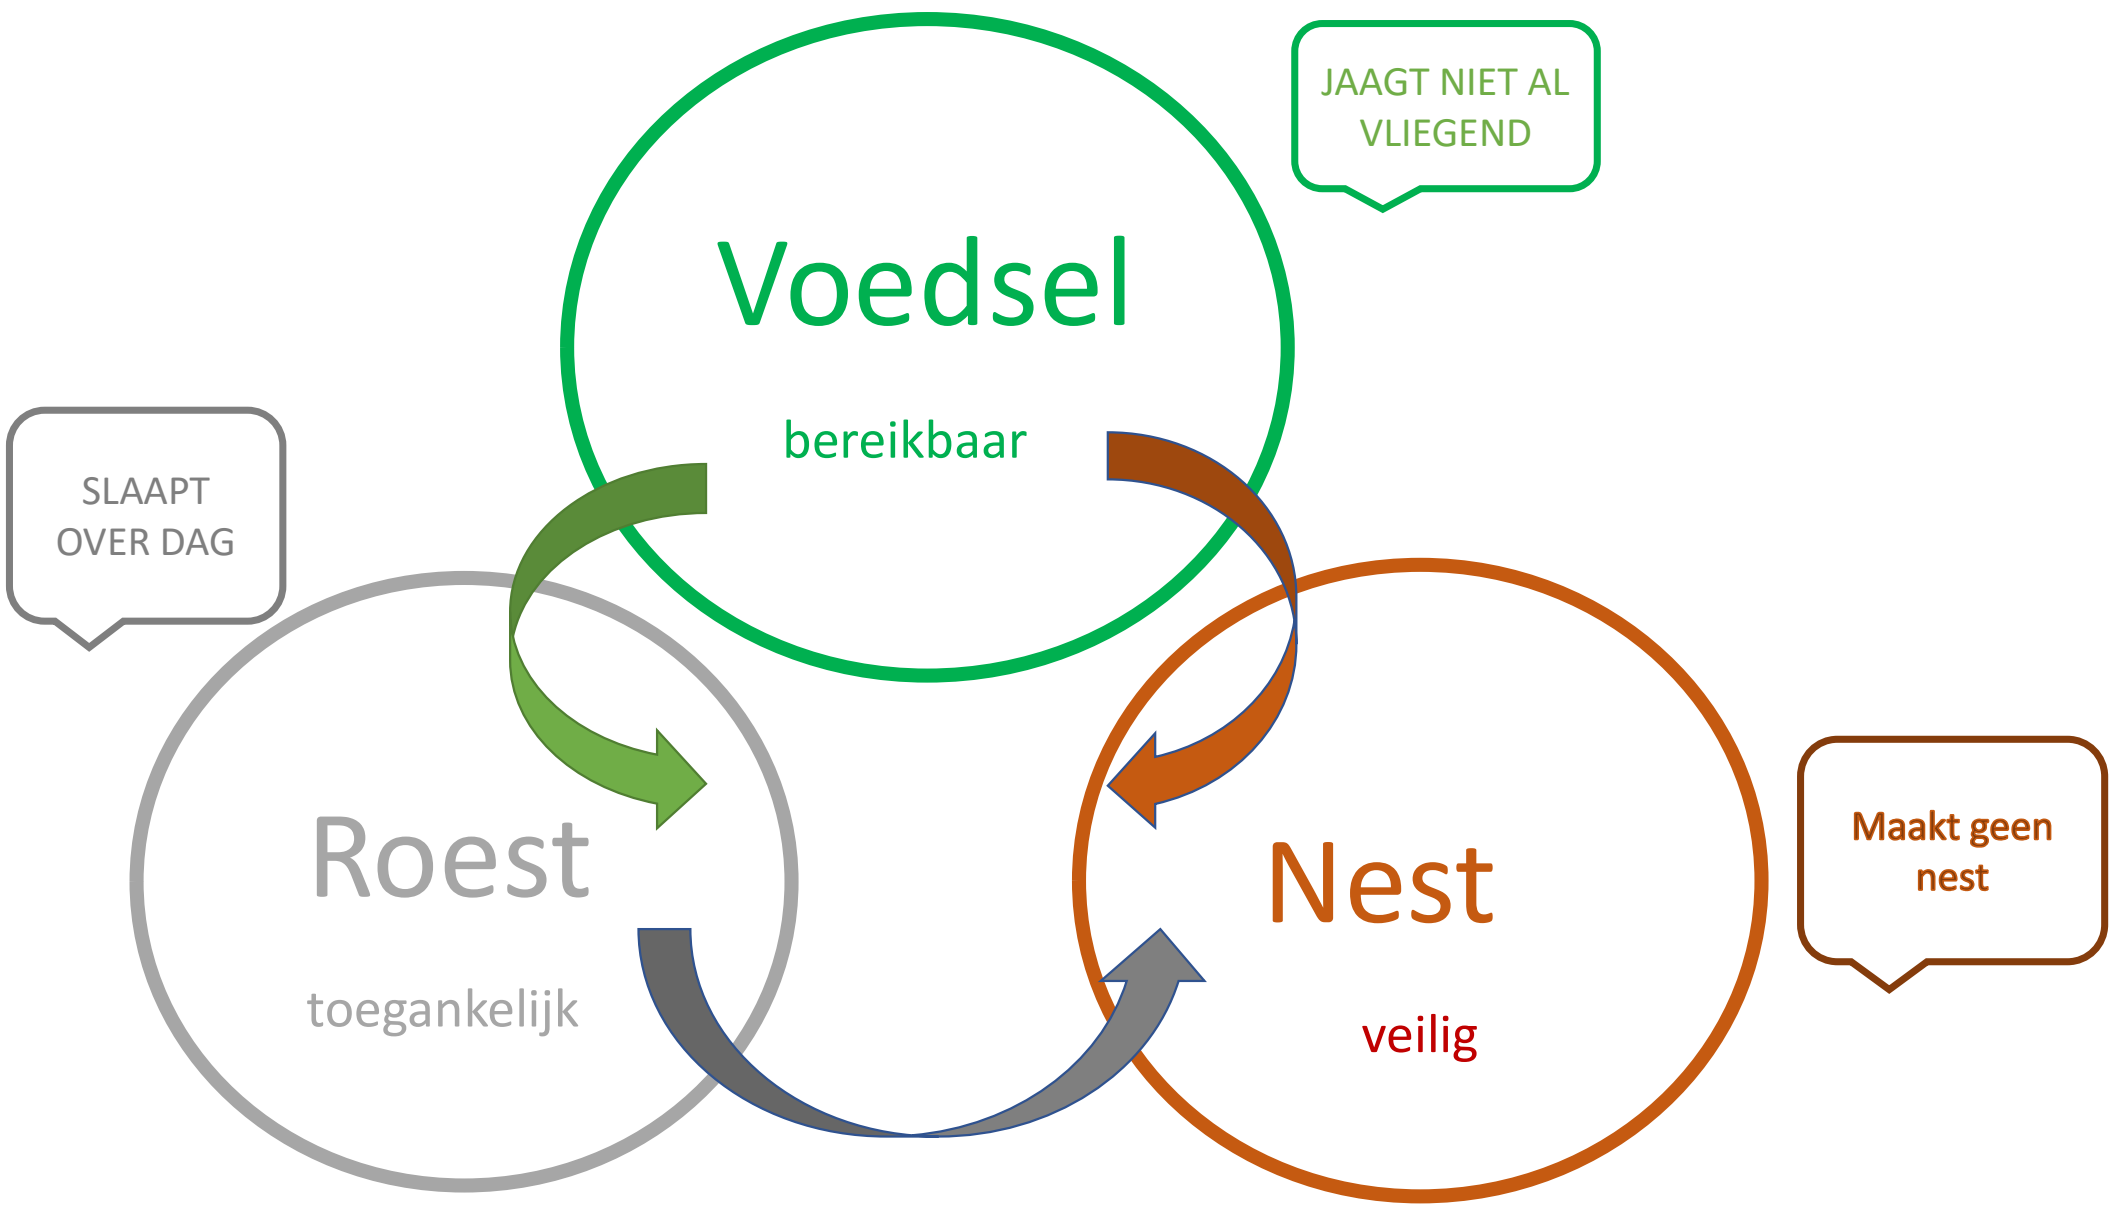 JAAGT NIET AL
VLIEGEND
Voedsel
bereikbaar
SLAAPT
OVER DAG
Roest
toegankelijk
Nest
veilig
Maakt geen
nest